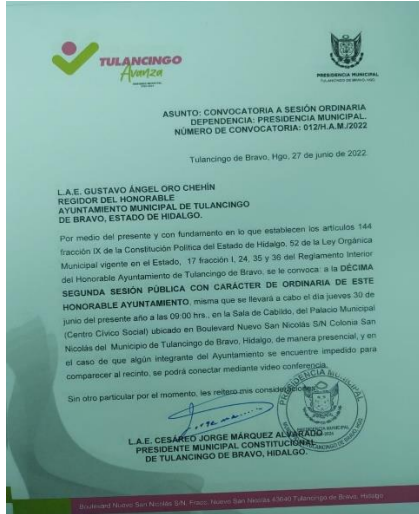 TULANCINGO
Avanza
PRESIDENCIA MUNICIPAL
TULANCINGO DE BRAVO, HGO.
ASUNTO: CONVOCATORIA A SESIÓN ORDINARIA
DEPENDENCIA: PRESIDENCIA MUNICIPAL.
NÚMERO DE CONVOCATORIA: 012/H.A.M./2022
Tulancingo de Bravo, Hgo, 27 de junio de 2022.
L.A.E. GUSTAVO ÁNGEL ORO CHEHÍN
REGIDOR DEL HONORABLE
AYUNTAMIENTO MUNICIPAL DE TULANCINGO
DE BRAVO, ESTADO DE HIDALGO.
Por medio del presente y con fundamento en lo que establecen los artículos 144
fracción IX de la Constitución Política del Estado de Hidalgo, 52 de la Ley Orgánica
Municipal vigente en el Estado, 17 fracción I, 24, 35 y 36 del Reglamento Interior
del Honorable Ayuntamiento de Tulancingo de Bravo, se le convoca: a la DÉCIMA
SEGUNDA SESIÓN PÚBLICA CON CARÁCTER DE ORDINARIA DE ESTE
HONORABLE AYUNTAMIENTO, misma que se llevará a cabo el día jueves 30 de
junio del presente año a las 09:00 hrs., en la Sala de Cabildo, del Palacio Municipal
(Centro Cívico Social) ubicado en Boulevard Nuevo San Nicolás S/N Colonia San
Nicolás del Municipio de Tulancingo de Bravo, Hidalgo, de manera presencial, y en
el caso de que algún integrante del Ayuntamiento se encuentre impedido para
comparecer al recinto, se podrá conectar mediante video conferencia.
Sin otro particular por el momento, les reitero mis consideraciones.
PRESIDENCIA MUNICIPAL
L.A.E. CESÁREO JORGE MÁRQUEZ ALVARADO
PRESIDENTE MUNICIPAL CONSTITUCIONAL
DE TULANCINGO DE BRAVO, HIDALGO.
Boulevard Nuevo San Nicolás S/N, Fracc. Nuevo San Nicolás 43640 Tulancingo de Bravo, Hidalgo